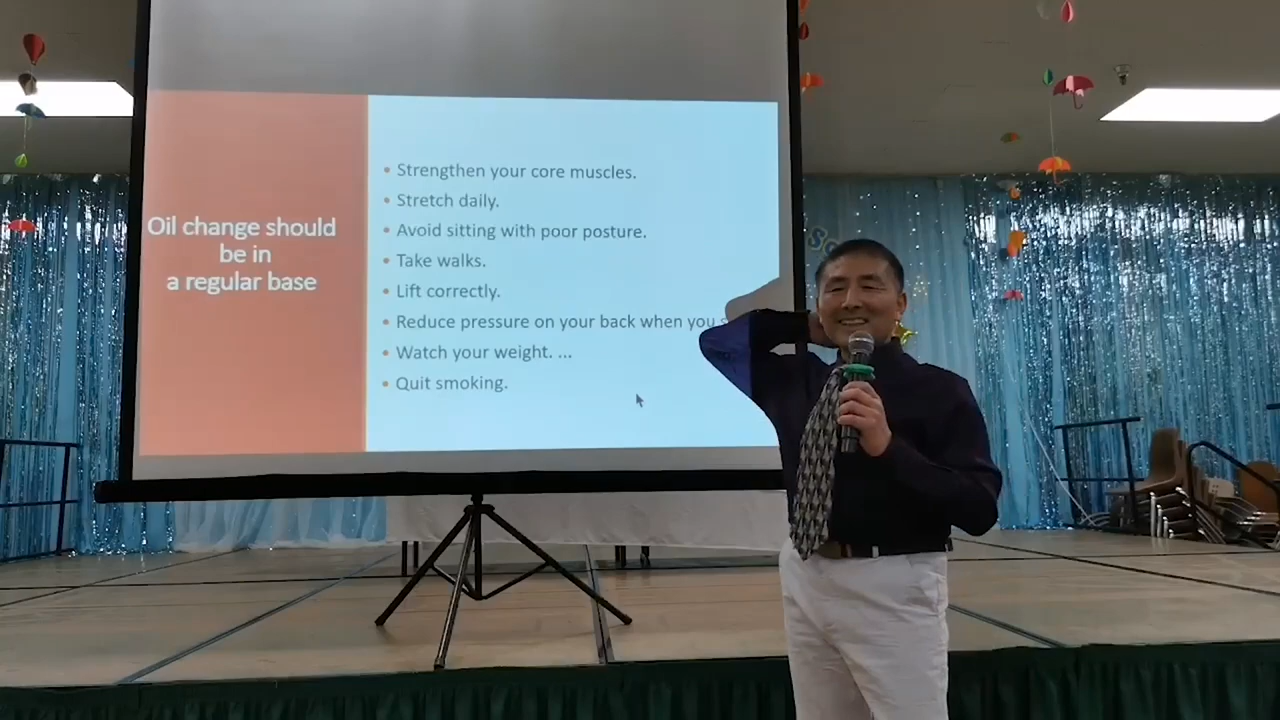 Oil change should
be in
a regular base
• Strengthen your core muscles.
• Stretch daily.
• Avoid sitting with poor posture.
• Take walks.
• Lift correctly.
• Reduce pressure on your back when you
• Watch your weight. ...
• Quit smoking.